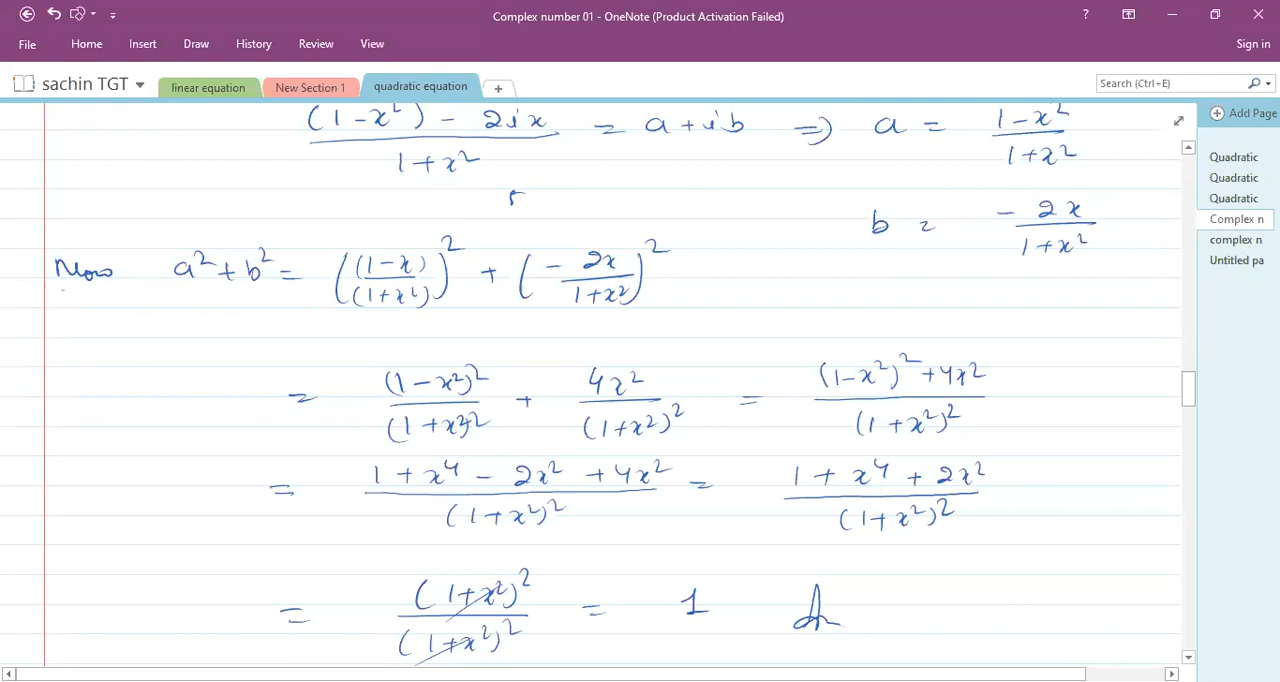 Complex number 01 - OneNote (Product Activation Failed)
?
File Home Insert Draw History Review View Sign in
sachin TGT linear equation New Section 1 quadratic equation + Search (Ctrl+E)
Add Page
Quadratic
Quadratic
Quadratic
Complex n
complex n
Untitled pa
((1-x²) - 2ix)/(1+x²) = a+ib ⇒ a = (1-x²)/(1+x²)
b = -2x/(1+x²)
Now a²+b² = ((1-x)/(1+x²))² + (-2x/(1+x²))²
= (1-x²)²/(1+x²)² + 4x²/(1+x²)² = ((1-x²)²+4x²)/(1+x²)²
= (1+x⁴-2x²+4x²)/(1+x²)² = (1+x⁴+2x²)/(1+x²)²
= (1+x²)²/(1+x²)² = 1